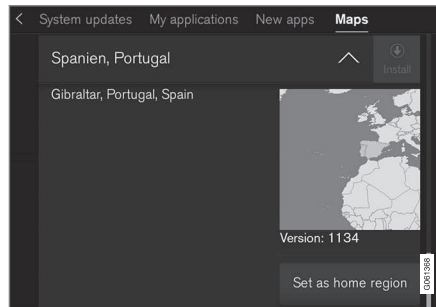 < System updates My applications New apps Maps
Spanien, Portugal
Install
Gibraltar, Portugal, Spain
Version: 1134
Set as home region
G061368